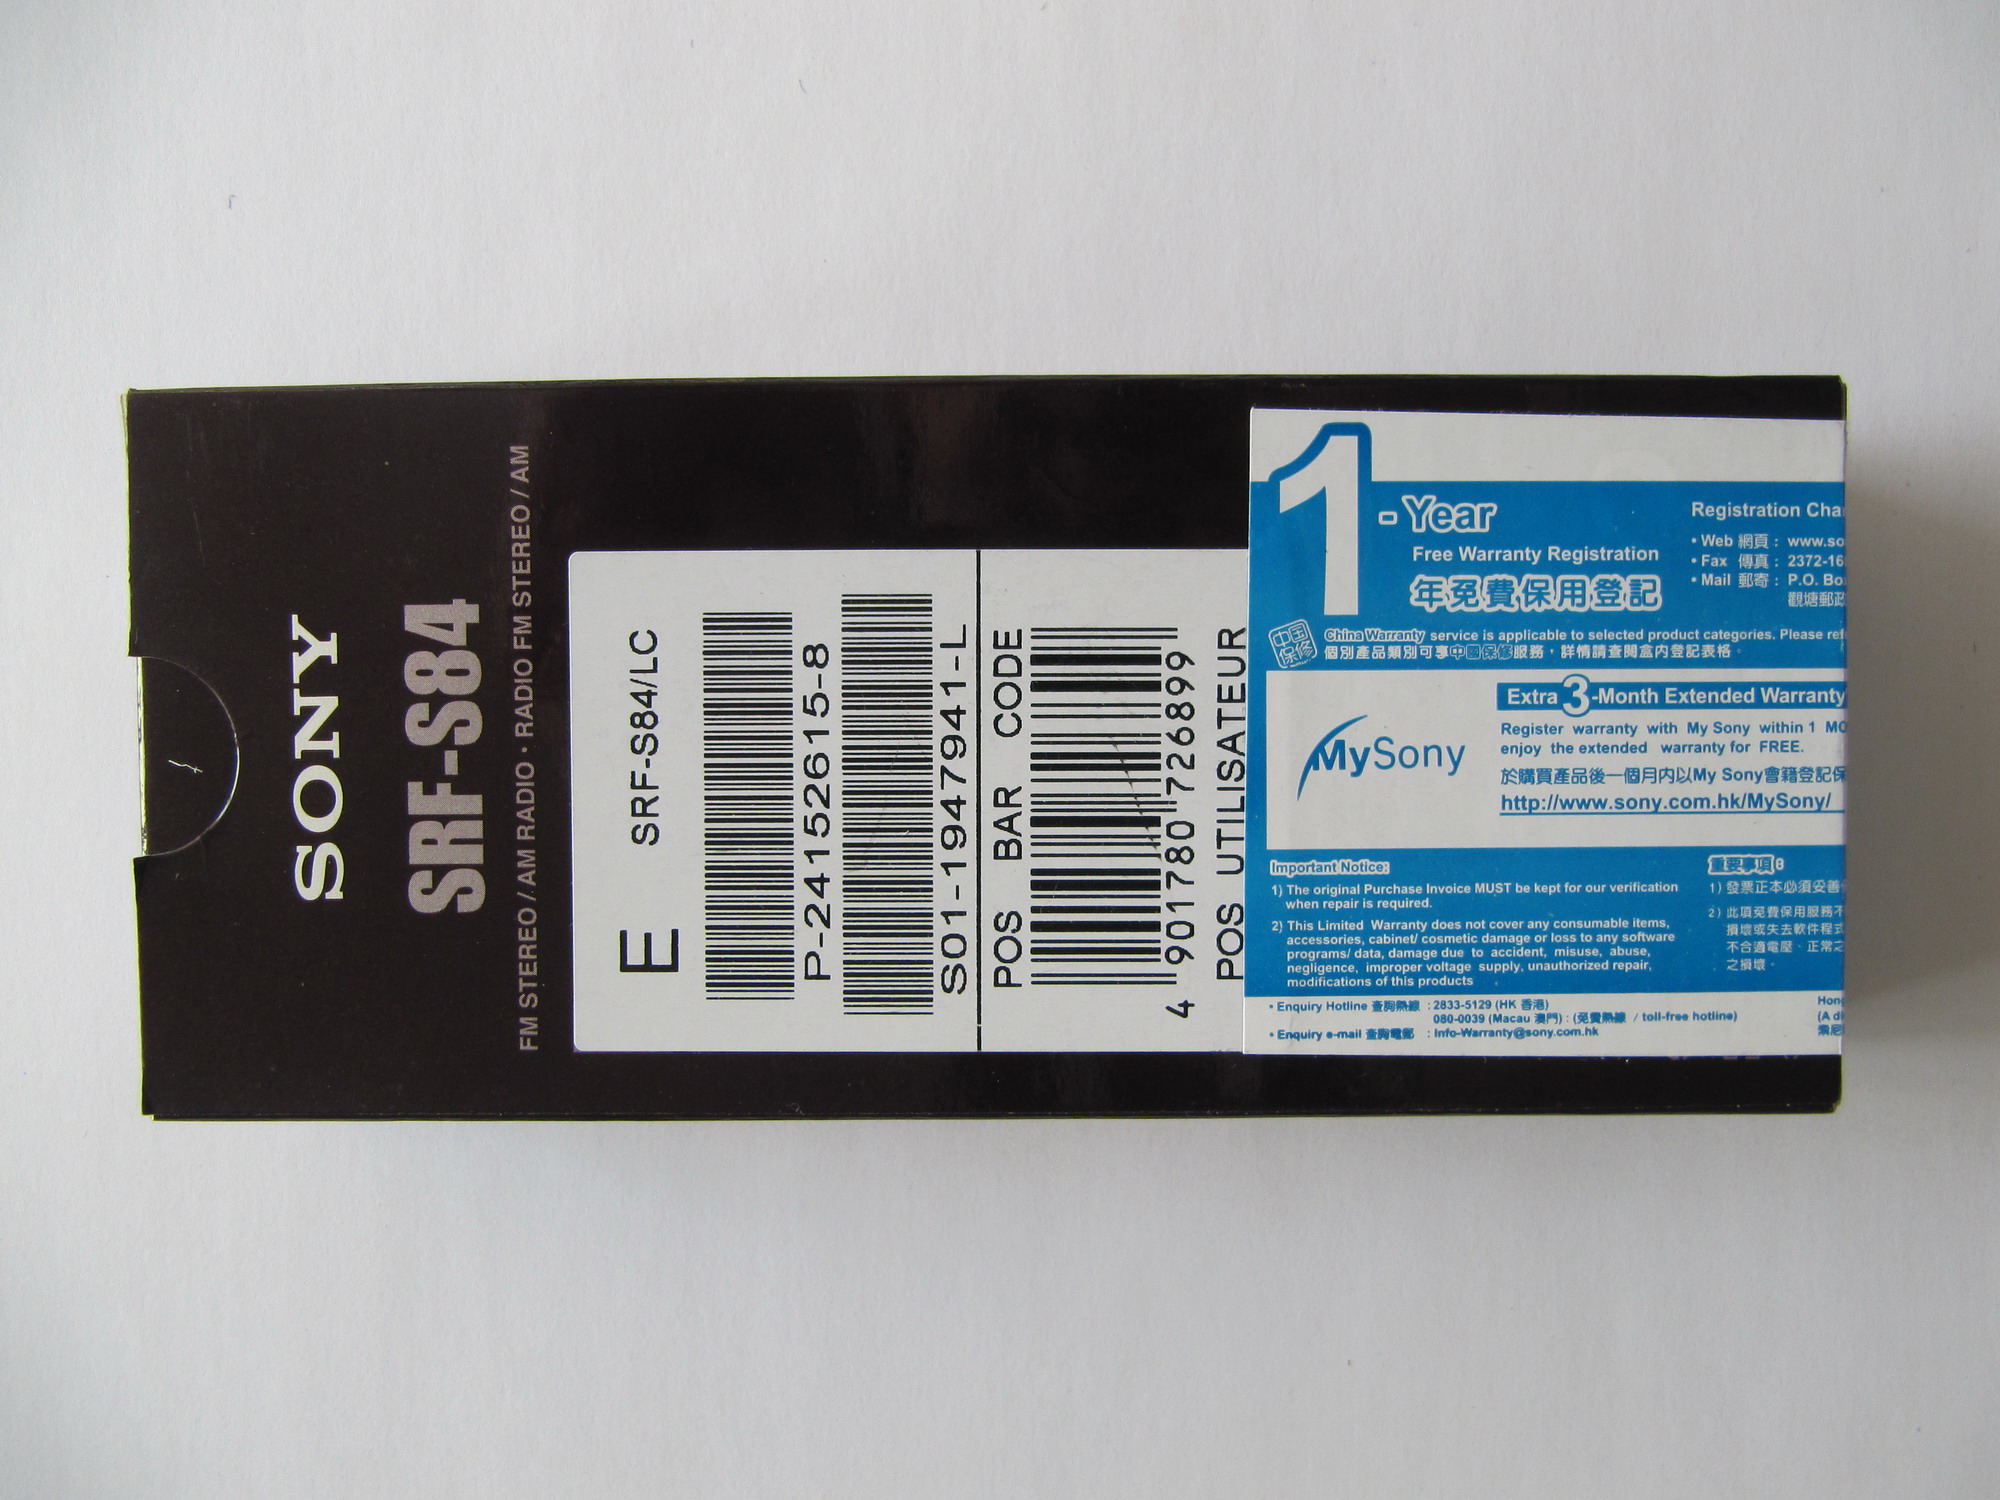 SONY
SRF-S84
FM STEREO / AM RADIO • RADIO FM STEREO / AM
E SRF-S84/LC
P-24152615-8
S01-1947941-L
POS BAR CODE
4 901780 726899
POS UTILISATEUR
1-Year
Free Warranty Registration
年免費保用登記
Registration Cha
• Web 網頁 : www.so
• Fax 傳真 : 2372-16
• Mail 郵寄 : P.O. Bo
觀塘郵政
中国保修
China Warranty service is applicable to selected product categories. Please ref
個別產品類別可享中國保修服務，詳情請查閱盒內登記表格。
MySony
Extra 3-Month Extended Warranty
Register warranty with My Sony within 1 MO
enjoy the extended warranty for FREE.
於購買產品後一個月內以My Sony會籍登記保
http://www.sony.com.hk/MySony/
Important Notice:
1) The original Purchase Invoice MUST be kept for our verification
when repair is required.
2) This Limited Warranty does not cover any consumable items,
accessories, cabinet/ cosmetic damage or loss to any software
programs/ data, damage due to accident, misuse, abuse,
negligence, improper voltage supply, unauthorized repair,
modifications of this products
重要事項:
1) 發票正本必須妥善
2) 此項免費保用服務不
損壞或失去軟件程式
不合適電壓、正常之
之損壞。
• Enquiry Hotline 查詢熱線 : 2833-5129 (HK 香港)
080-0039 (Macau 澳門) : (免費熱線 / toll-free hotline)
• Enquiry e-mail 查詢電郵 : Info-Warranty@sony.com.hk
Hong
(A di
索尼